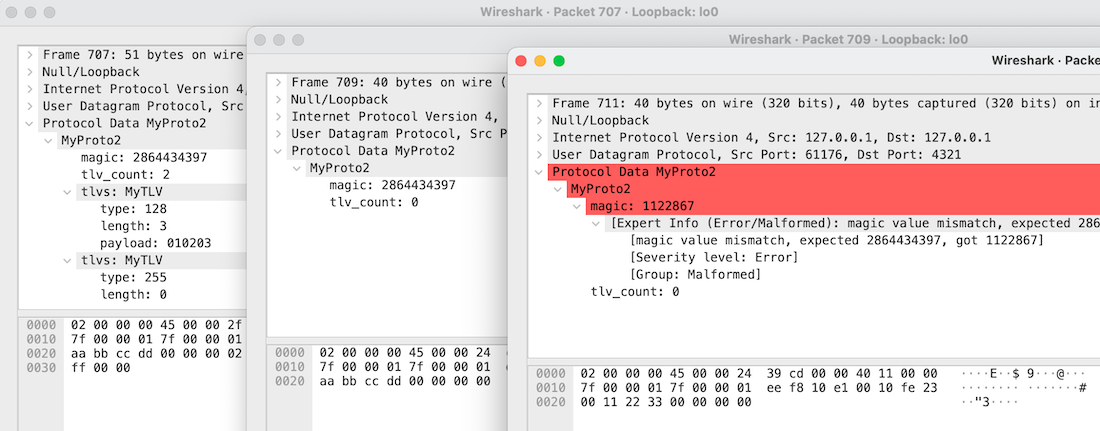 Wireshark · Packet 707 · Loopback: lo0
Frame 707: 51 bytes on wire
Null/Loopback
Internet Protocol Version 4,
User Datagram Protocol, Src
Protocol Data MyProto2
MyProto2
magic: 2864434397
tlv_count: 2
tlvs: MyTLV
type: 128
length: 3
payload: 010203
tlvs: MyTLV
type: 255
length: 0
0000 02 00 00 00 45 00 00 2f
0010 7f 00 00 01 7f 00 00 01
0020 aa bb cc dd 00 00 00 02
0030 ff 00 00
Wireshark · Packet 709 · Loopback: lo0
Frame 709: 40 bytes on wire (
Null/Loopback
Internet Protocol Version 4,
User Datagram Protocol, Src P
Protocol Data MyProto2
MyProto2
magic: 2864434397
tlv_count: 0
0000 02 00 00 00 45 00 00 24
0010 7f 00 00 01 7f 00 00 01
0020 aa bb cc dd 00 00 00 00
Wireshark · Packe
Frame 711: 40 bytes on wire (320 bits), 40 bytes captured (320 bits) on in
Null/Loopback
Internet Protocol Version 4, Src: 127.0.0.1, Dst: 127.0.0.1
User Datagram Protocol, Src Port: 61176, Dst Port: 4321
Protocol Data MyProto2
MyProto2
magic: 1122867
[Expert Info (Error/Malformed): magic value mismatch, expected 286
[magic value mismatch, expected 2864434397, got 1122867]
[Severity level: Error]
[Group: Malformed]
tlv_count: 0
0000 02 00 00 00 45 00 00 24 39 cd 00 00 40 11 00 00 ····E··$ 9···@···
0010 7f 00 00 01 7f 00 00 01 ee f8 10 e1 00 10 fe 23 ········ ·······#
0020 00 11 22 33 00 00 00 00 ··"3····